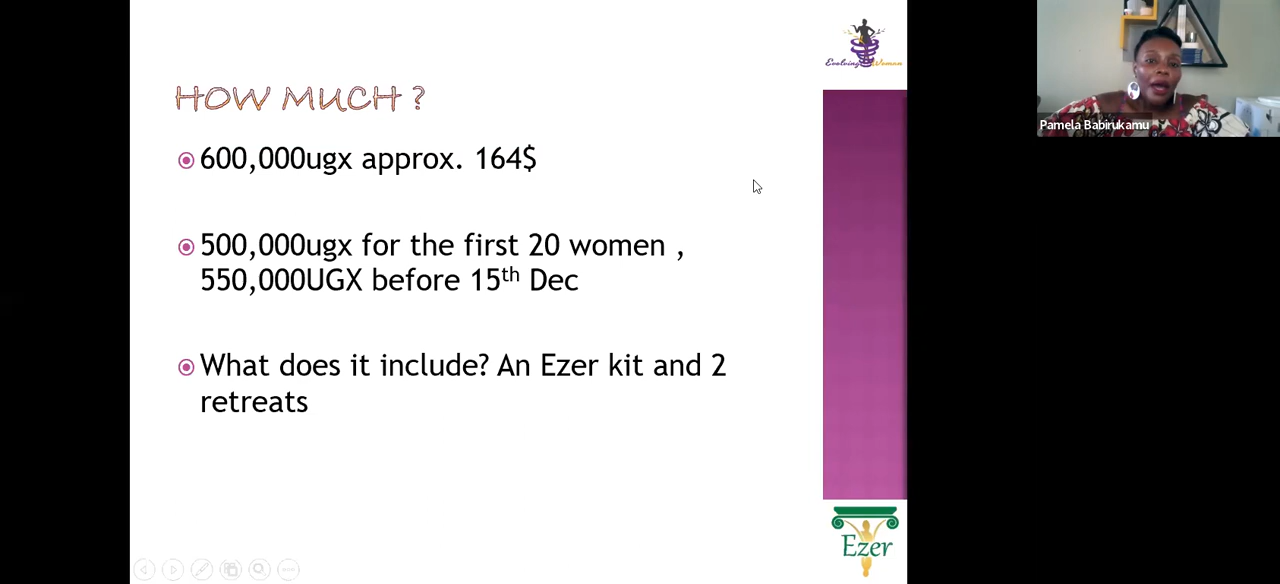 Evolving Woman
HOW MUCH ?
600,000ugx approx. 164$
500,000ugx for the first 20 women ,
550,000UGX before 15th Dec
What does it include? An Ezer kit and 2
retreats
Pamela Babirukamu
Ezer